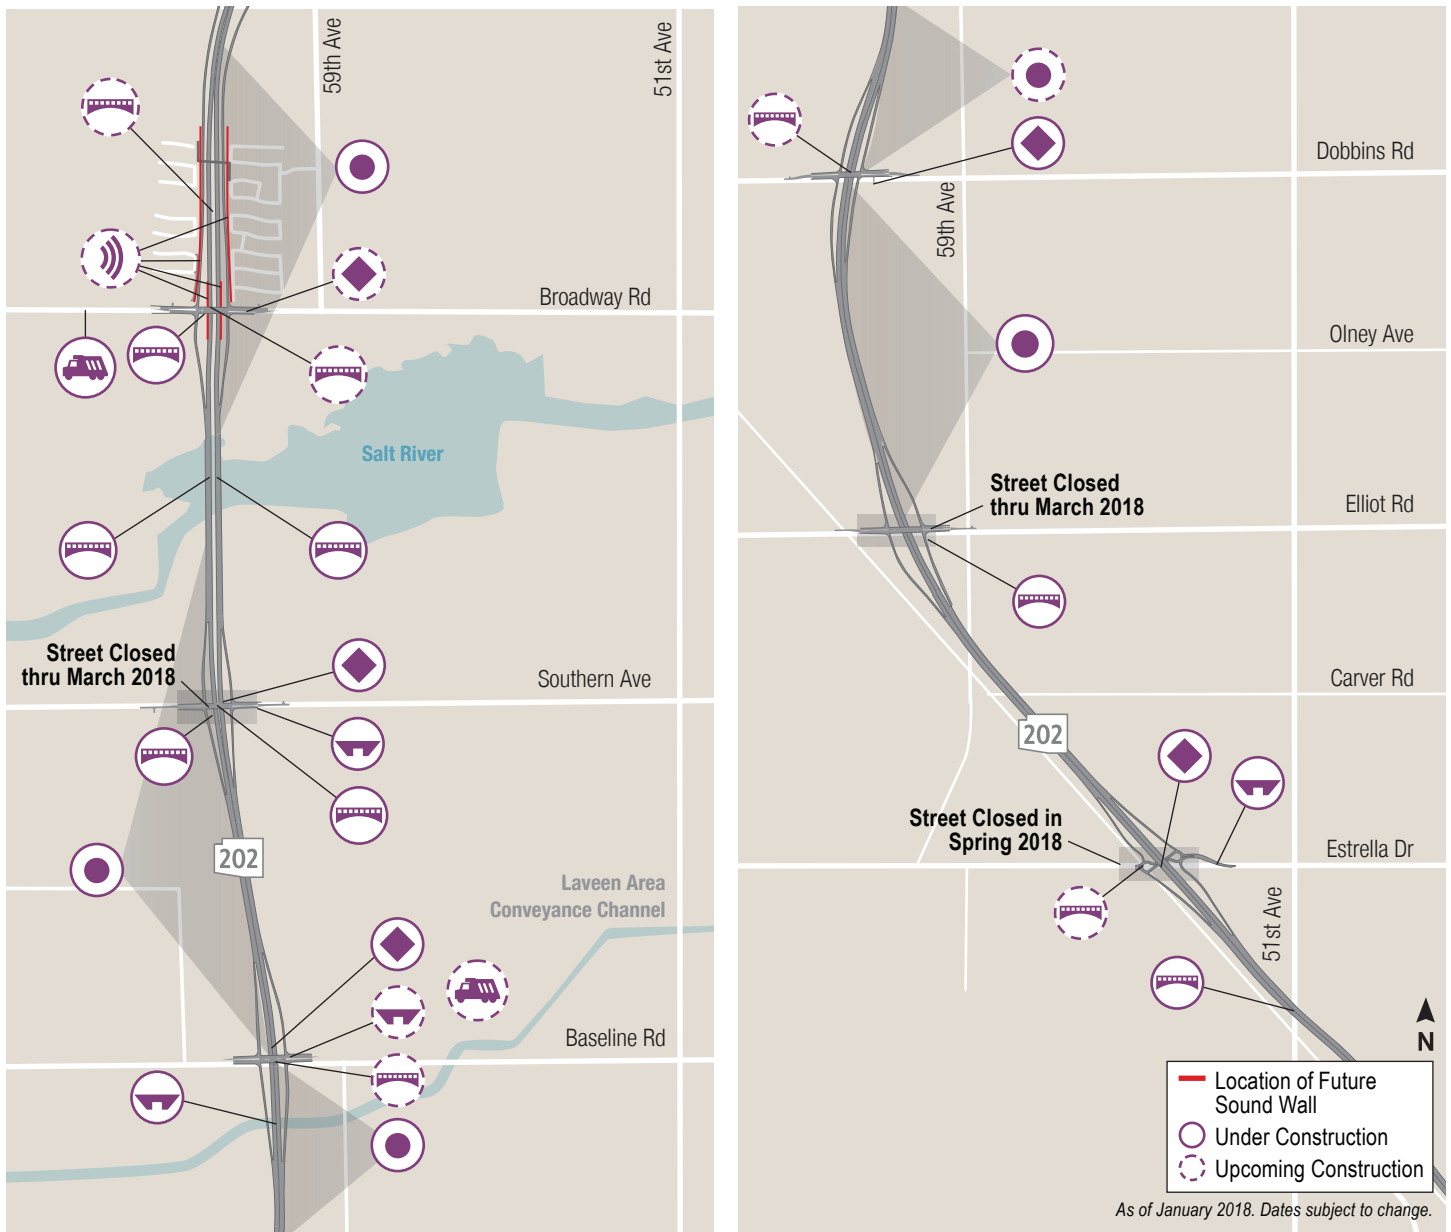 59th Ave
51st Ave
Broadway Rd
Salt River
Street Closed
thru March 2018
Southern Ave
202
Laveen Area
Conveyance Channel
Baseline Rd
Dobbins Rd
59th Ave
Olney Ave
Street Closed
thru March 2018
Elliot Rd
Carver Rd
202
Street Closed in
Spring 2018
Estrella Dr
51st Ave
N
Location of Future
Sound Wall
Under Construction
Upcoming Construction
As of January 2018. Dates subject to change.